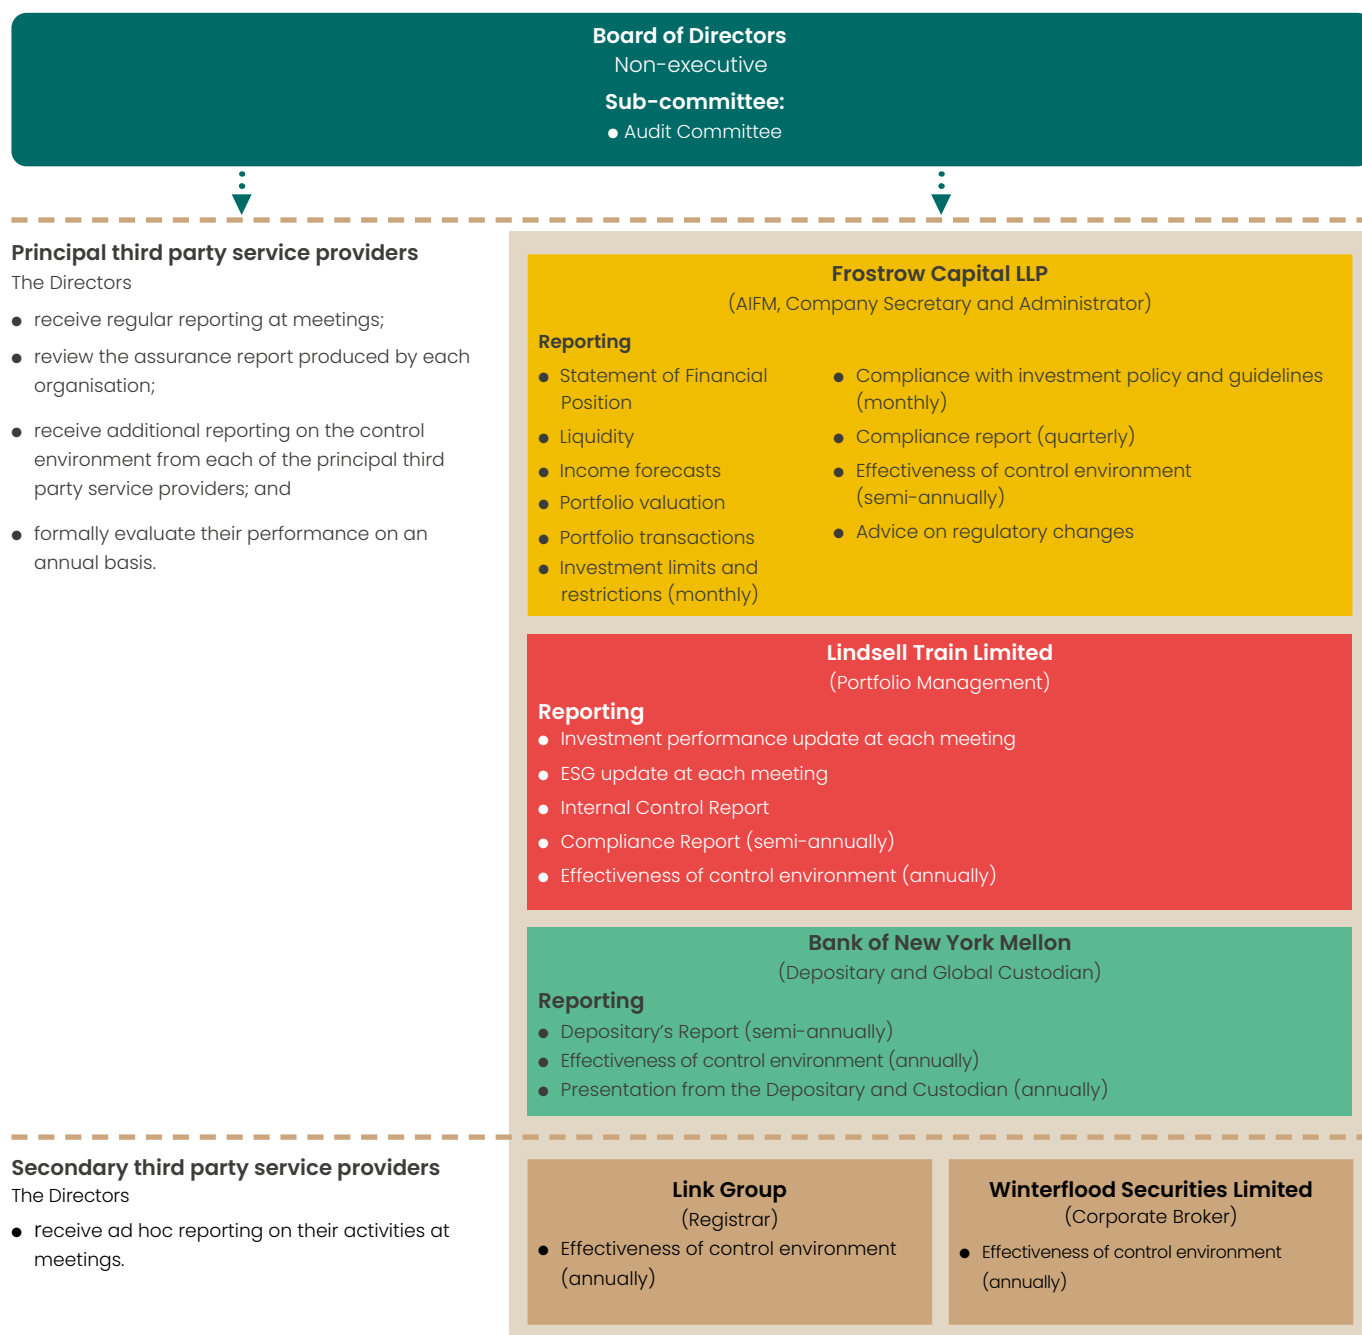 Board of Directors
Non-executive
Sub-committee:
● Audit Committee
Principal third party service providers
The Directors
● receive regular reporting at meetings;
● review the assurance report produced by each
organisation;
● receive additional reporting on the control
environment from each of the principal third
party service providers; and
● formally evaluate their performance on an
annual basis.
Frostrow Capital LLP
(AIFM, Company Secretary and Administrator)
Reporting
● Statement of Financial
Position
● Liquidity
● Income forecasts
● Portfolio valuation
● Portfolio transactions
● Investment limits and
restrictions (monthly)
● Compliance with investment policy and guidelines
(monthly)
● Compliance report (quarterly)
● Effectiveness of control environment
(semi-annually)
● Advice on regulatory changes
Lindsell Train Limited
(Portfolio Management)
Reporting
● Investment performance update at each meeting
● ESG update at each meeting
● Internal Control Report
● Compliance Report (semi-annually)
● Effectiveness of control environment (annually)
Bank of New York Mellon
(Depositary and Global Custodian)
Reporting
● Depositary’s Report (semi-annually)
● Effectiveness of control environment (annually)
● Presentation from the Depositary and Custodian (annually)
Secondary third party service providers
The Directors
● receive ad hoc reporting on their activities at
meetings.
Link Group
(Registrar)
● Effectiveness of control environment
(annually)
Winterflood Securities Limited
(Corporate Broker)
● Effectiveness of control environment
(annually)